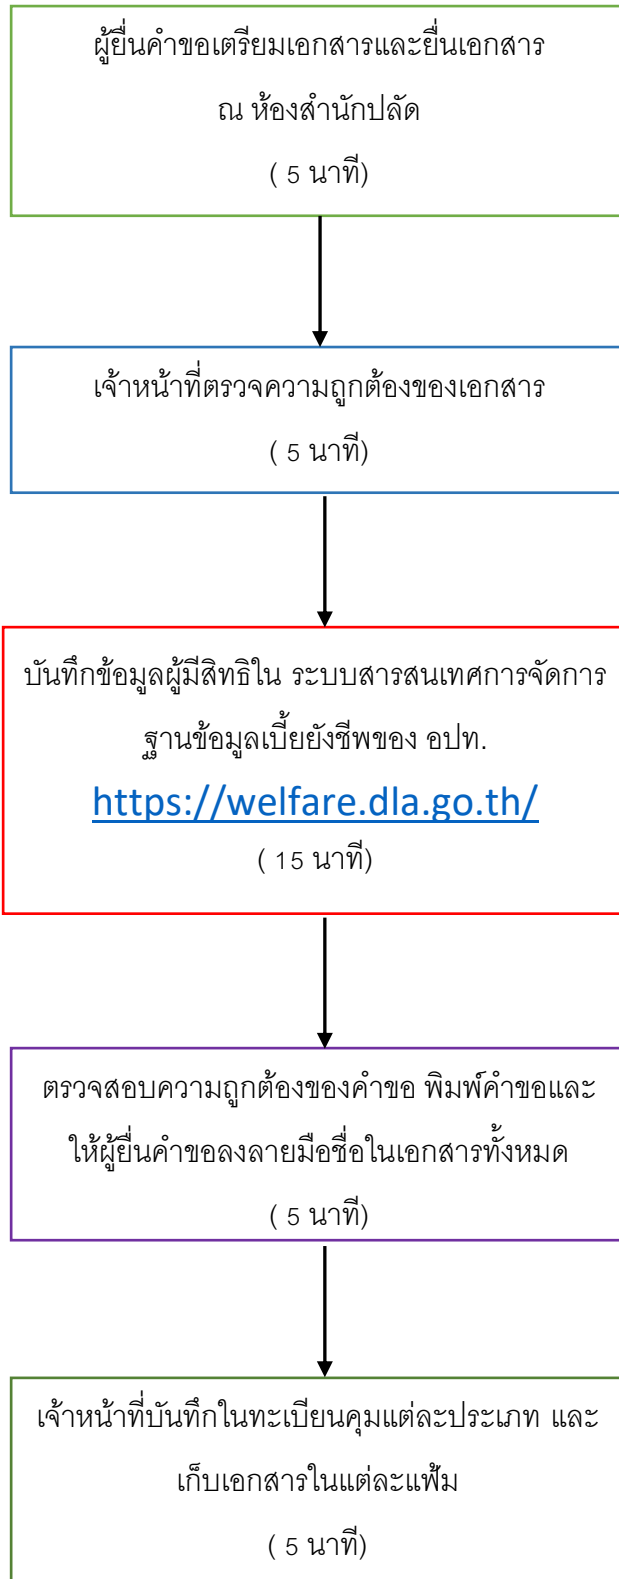 ผู้ยื่นคำขอเตรียมเอกสารและยื่นเอกสาร
ณ ห้องสำนักปลัด
( 5 นาที)
เจ้าหน้าที่ตรวจความถูกต้องของเอกสาร
( 5 นาที)
บันทึกข้อมูลผู้มีสิทธิใน ระบบสารสนเทศการจัดการ
ฐานข้อมูลเบี้ยยังชีพของ อปท.
https://welfare.dla.go.th/
( 15 นาที)
ตรวจสอบความถูกต้องของคำขอ พิมพ์คำขอและ
ให้ผู้ยื่นคำขอลงลายมือชื่อในเอกสารทั้งหมด
( 5 นาที)
เจ้าหน้าที่บันทึกในทะเบียนคุมแต่ละประเภท และ
เก็บเอกสารในแต่ละแฟ้ม
( 5 นาที)